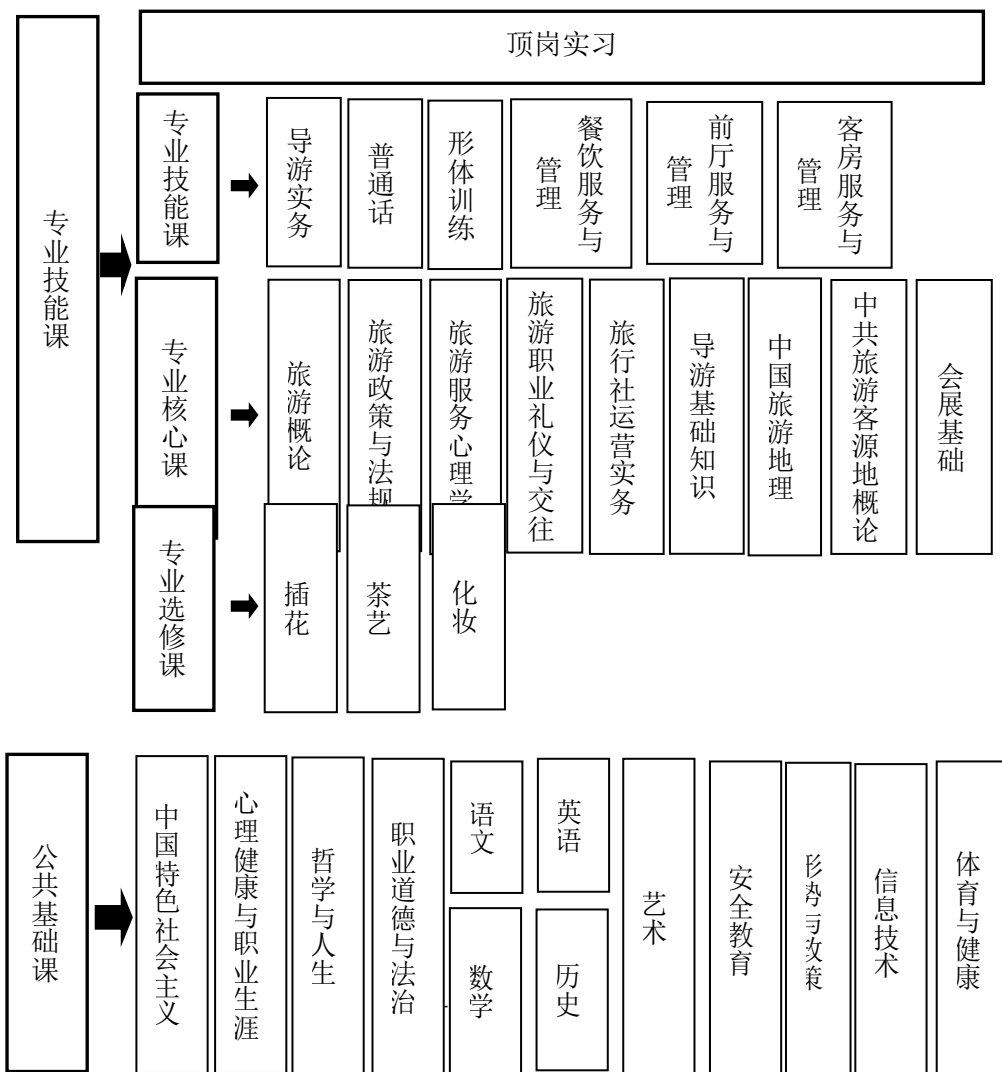 顶岗实习
专业技能课
专业技能课
导游实务
普通话
形体训练
餐饮服务与
管理
前厅服务与
管理
客房服务与
管理
专业核心课
旅游概论
旅游政策与法规
旅游服务心理学
旅游职业礼仪与交往
旅行社运营实务
导游基础知识
中国旅游地理
中共旅游客源地概论
会展基础
专业选修课
插花
茶艺
化妆
公共基础课
中国特色社会主义
心理健康与职业生涯
哲学与人生
职业道德与法治
语文
数学
英语
历史
艺术
安全教育
形势与政策
信息技术
体育与健康